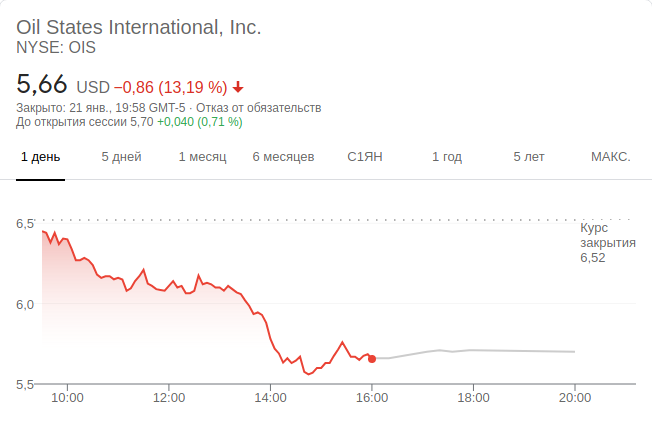 Oil States International, Inc.
NYSE: OIS
5,66 USD −0,86 (13,19 %)
Закрыто: 21 янв., 19:58 GMT-5 · Отказ от обязательств
До открытия сессии 5,70 +0,040 (0,71 %)
1 день 5 дней 1 месяц 6 месяцев С1ЯН 1 год 5 лет МАКС.
6,5
Курс
закрытия
6,52
6,0
5,5
10:00 12:00 14:00 16:00 18:00 20:00